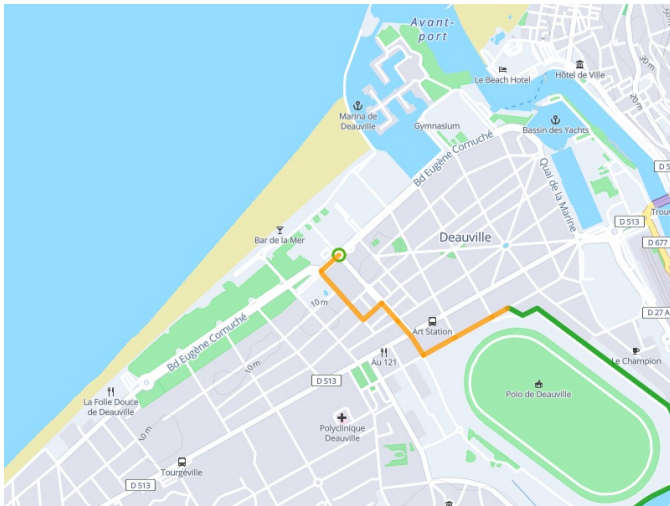 Avant-
port
Le Beach Hotel
Hôtel de Ville
30 m
20 m
Marina de
Deauville
Gymnasium
Bassin des Yachts
Bd Eugène Cornuché
Quai de la Marine
D 513
D 677
Bar de la Mer
Deauville
10 m
Art Station
D 27 A
Le Champion
Bd Eugène Cornuché
Au 121
10 m
D 513
Polo de Deauville
La Folie Douce
de Deauville
10 m
Polyclinique
Deauville
Tourgéville
D 513